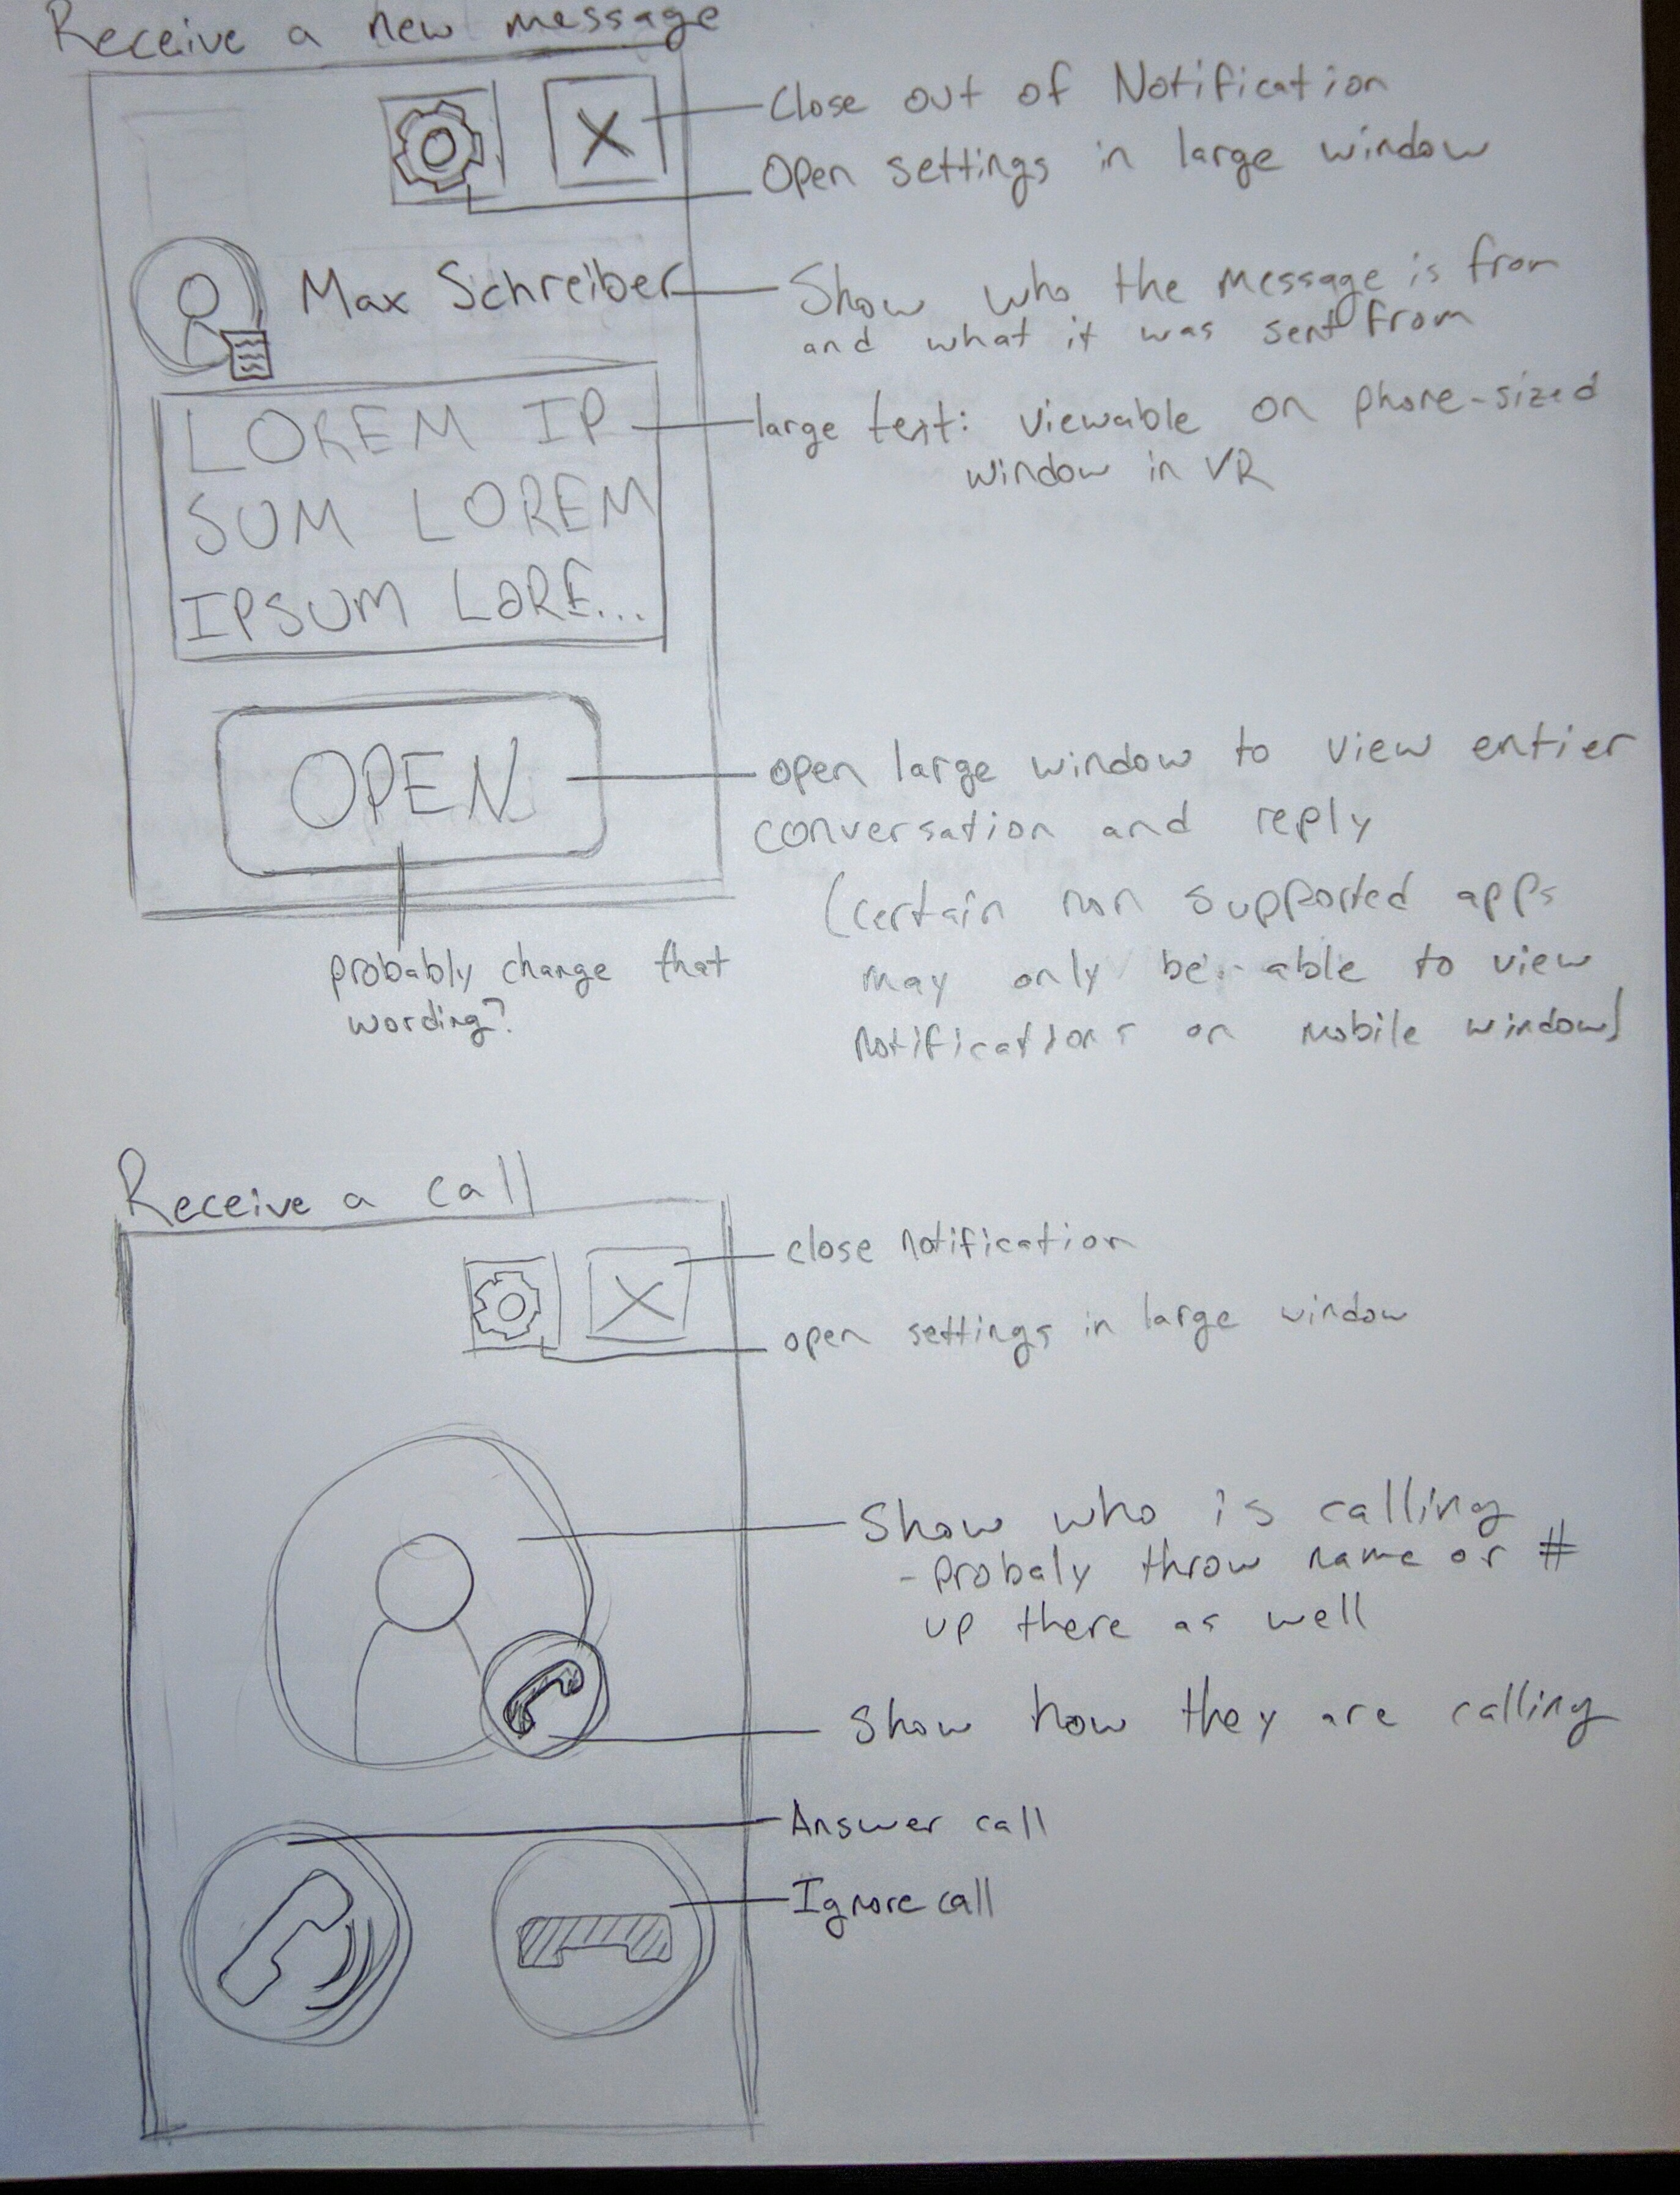 Receive a new message
X
Close out of Notification
Open settings in large window
Max Schreiber
Show who the message is from
and what it was sent from
LOREM IP
SUM LOREM
IPSUM LORE...
large text: viewable on phone-sized
window in VR
OPEN
open large window to view entier
conversation and reply
(certain non supported apps
may only be able to view
notifications on mobile window)
probably change that
wording?
Receive a call
X
close notification
open settings in large window
Show who is calling
- probaly throw name or #
up there as well
Show how they are calling
Answer call
Ignore call